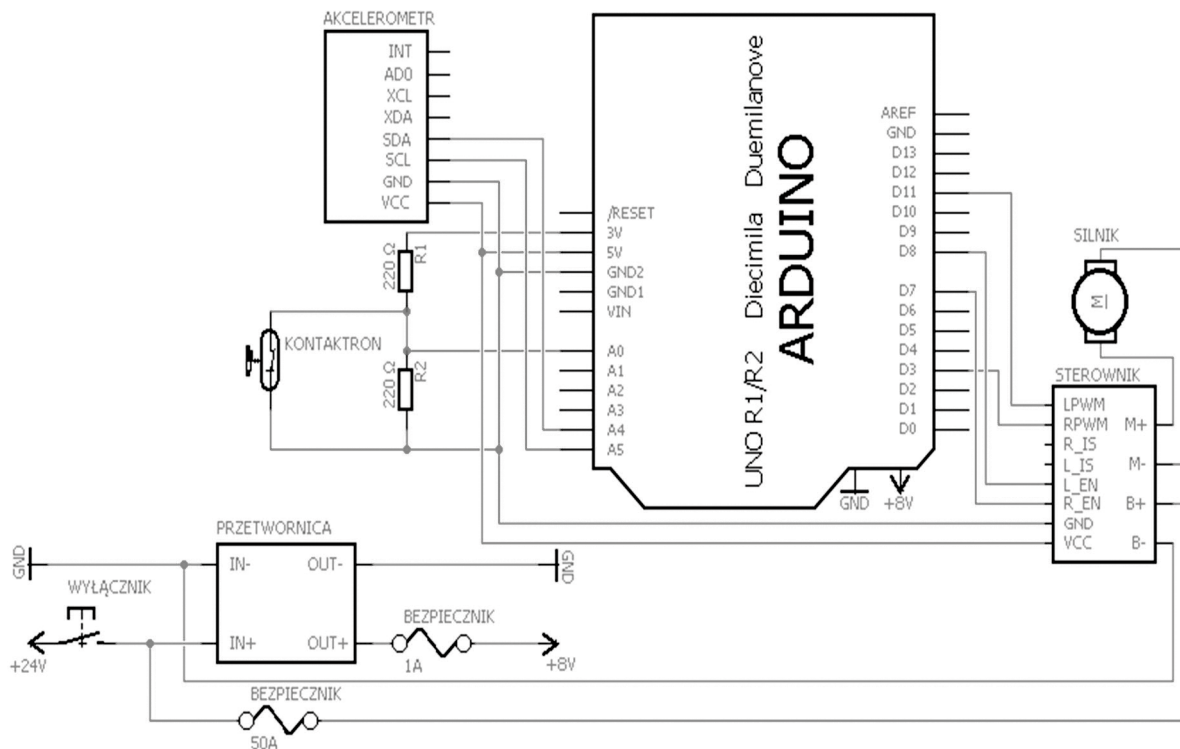 AKCELEROMETR
INT
AD0
XCL
XDA
SDA
SCL
GND
VCC
220 Ω
R1
KONTAKTRON
220 Ω
R2
/RESET
3V
5V
GND2
GND1
VIN
A0
A1
A2
A3
A4
A5
UNO R1/R2 Diecimila Duemilanove
ARDUINO
AREF
GND
D13
D12
D11
D10
D9
D8
D7
D6
D5
D4
D3
D2
D1
D0
GND
+8V
SILNIK
M
STEROWNIK
LPWM
RPWM
R_IS
L_IS
L_EN
R_EN
GND
VCC
M+
M-
B+
B-
PRZETWORNICA
GND
IN-
OUT-
GND
WYŁĄCZNIK
+24V
IN+
OUT+
BEZPIECZNIK
1A
+8V
BEZPIECZNIK
50A